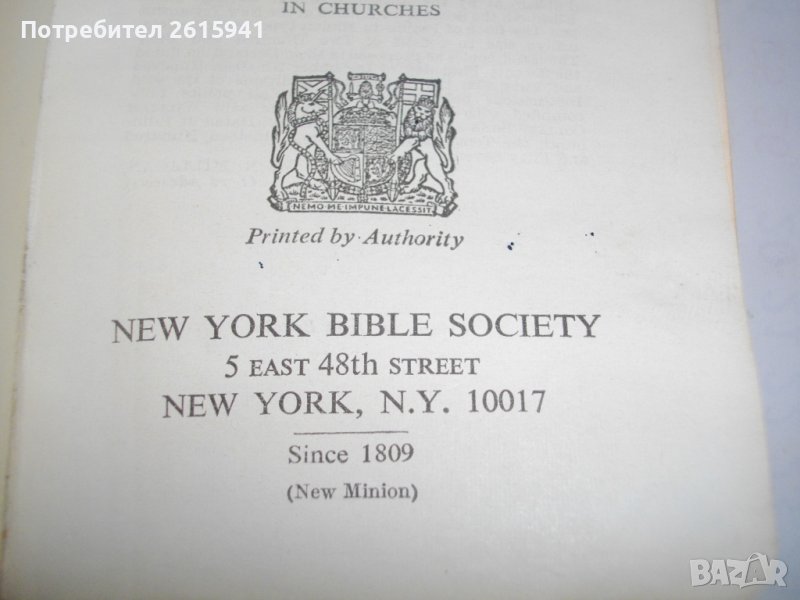 Потребител 2615941
IN CHURCHES
NEMO·ME·IMPUNE·LACESSIT
Printed by Authority
NEW YORK BIBLE SOCIETY
5 EAST 48th STREET
NEW YORK, N.Y. 10017
Since 1809
(New Minion)
BAZAR